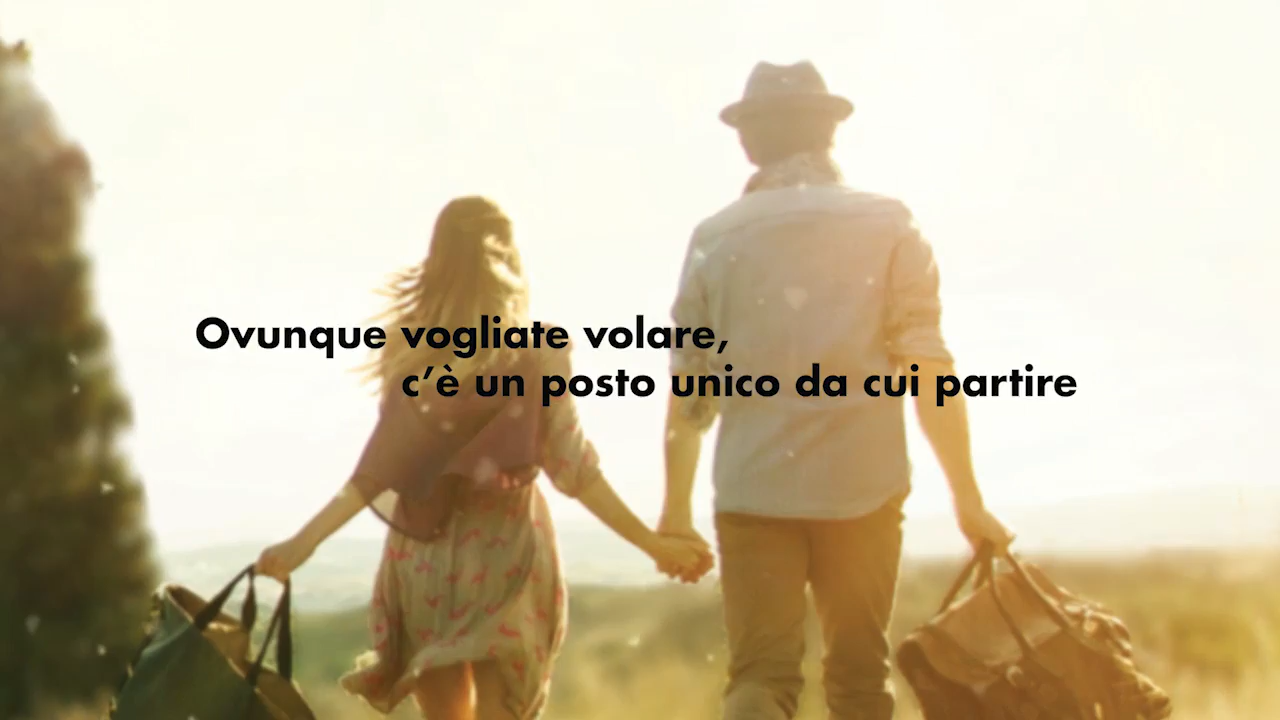 Ovunque vogliate volare,
c’è un posto unico da cui partire